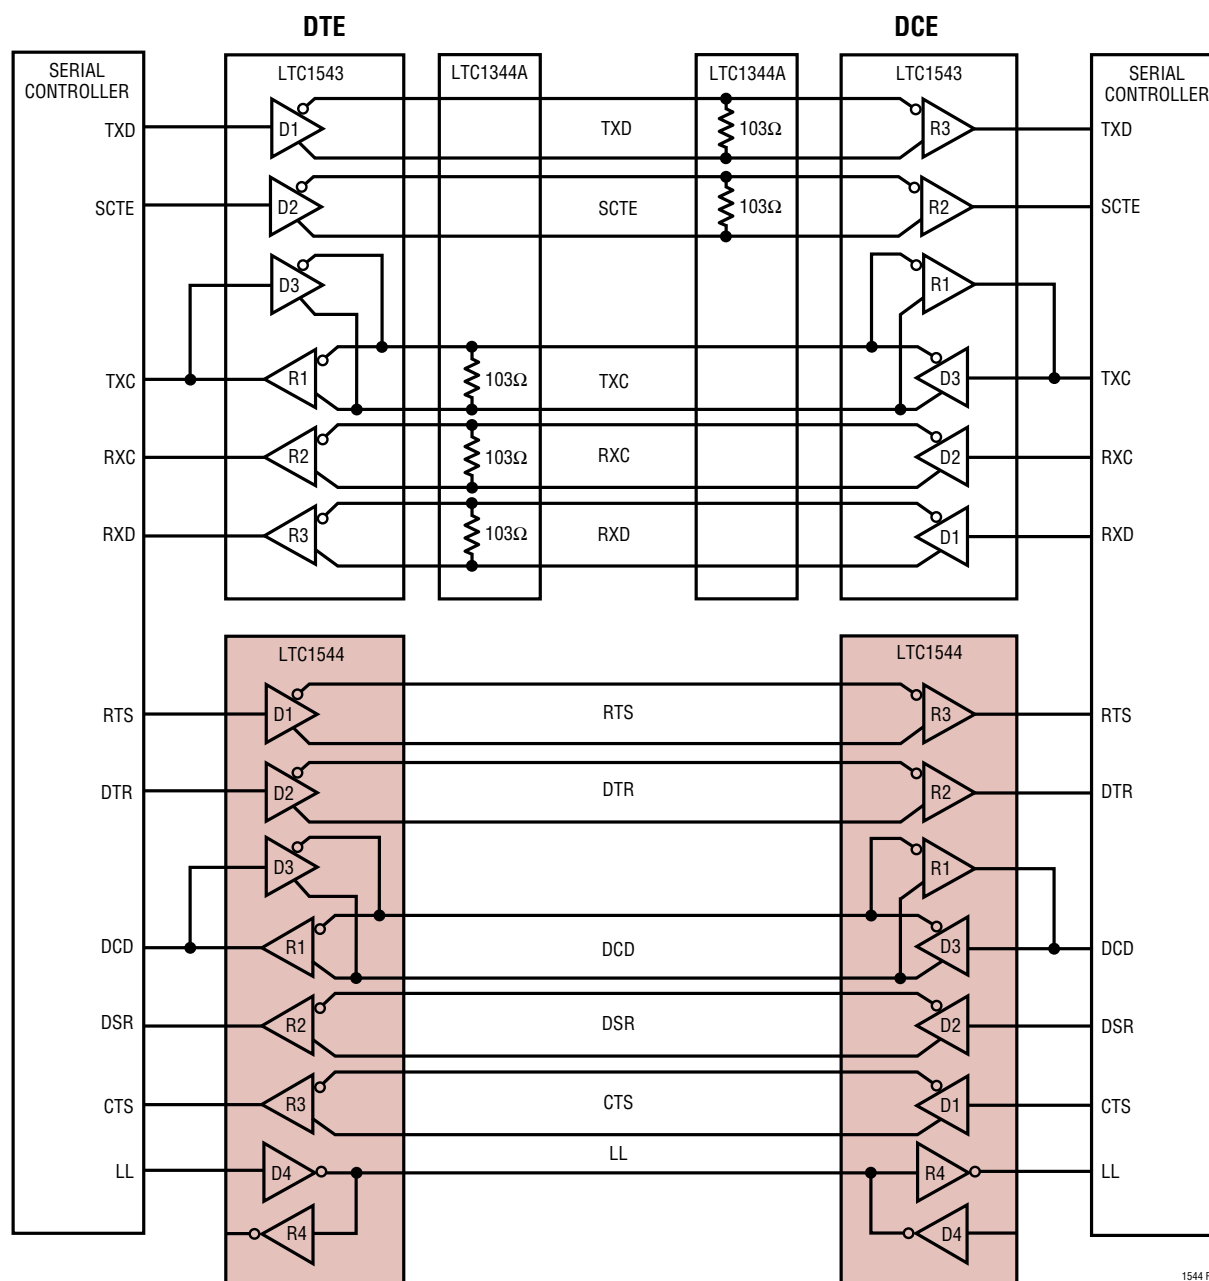 DTE DCE
SERIAL CONTROLLER LTC1543 LTC1344A LTC1344A LTC1543 SERIAL CONTROLLER
TXD D1 TXD 103Ω R3 TXD
SCTE D2 SCTE 103Ω R2 SCTE
D3 R1
TXC R1 103Ω TXC D3 TXC
RXC R2 103Ω RXC D2 RXC
RXD R3 103Ω RXD D1 RXD
LTC1544 LTC1544
RTS D1 RTS R3 RTS
DTR D2 DTR R2 DTR
D3 R1
DCD R1 DCD D3 DCD
DSR R2 DSR D2 DSR
CTS R3 CTS D1 CTS
LL D4 LL R4 LL
R4 D4
1544 F